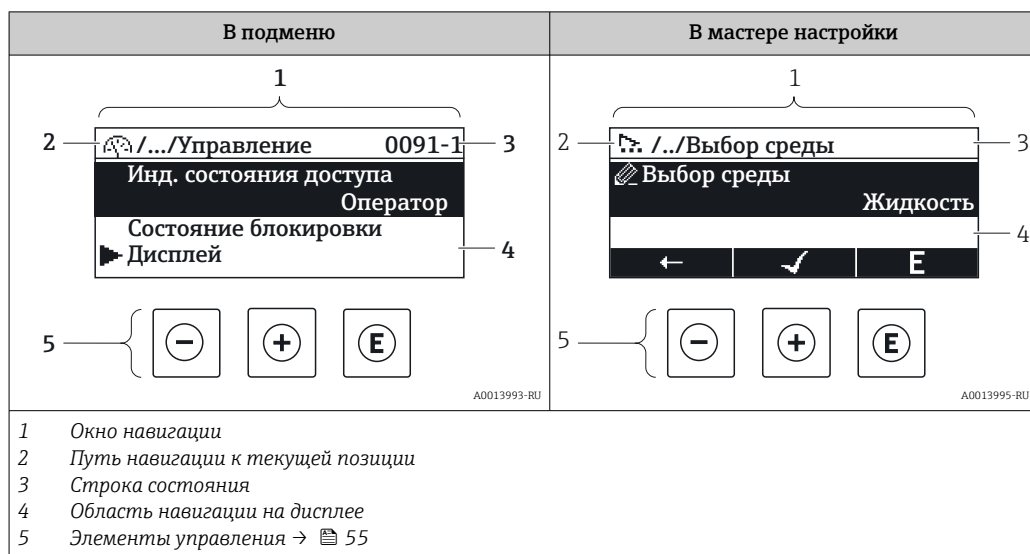 В подменю
В мастере настройки
1
2
/.../Управление 0091-1
3
Инд. состояния доступа
Оператор
Состояние блокировки
Дисплей
4
5
E
A0013993-RU
1
2
/../Выбор среды
3
Выбор среды
Жидкость
4
E
5
E
A0013995-RU
1 Окно навигации
2 Путь навигации к текущей позиции
3 Строка состояния
4 Область навигации на дисплее
5 Элементы управления → 55